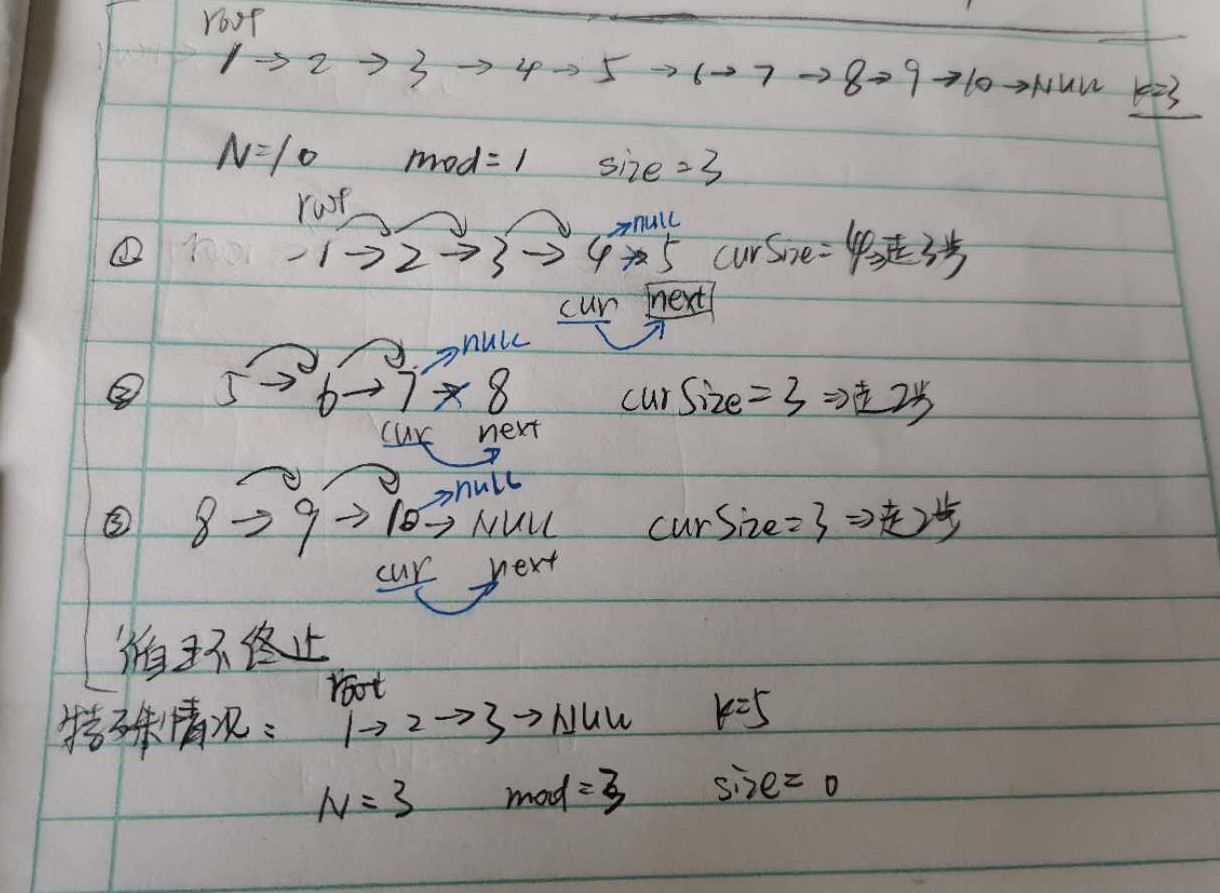 root
1→2→3→4→5→6→7→8→9→10→NULL k=3
N=10 mod=1 size=3
root
null
① →1→2→3→4→5 curSize=4⇒走3步
cur next
null
② 5→6→7→8 curSize=3⇒走2步
cur next
null
③ 8→9→10→NULL curSize=3⇒走2步
cur next
循环终止
root
特殊情况: 1→2→3→NULL k=5
N=3 mod=3 size=0